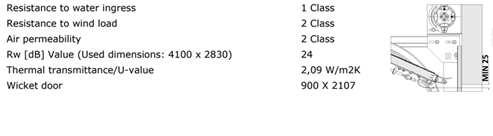 Resistance to water ingress 1 Class
Resistance to wind load 2 Class
Air permeability 2 Class
Rw [dB] Value (Used dimensions: 4100 x 2830) 24
Thermal transmittance/U-value 2,09 W/m2K
Wicket door 900 X 2107
MIN 25